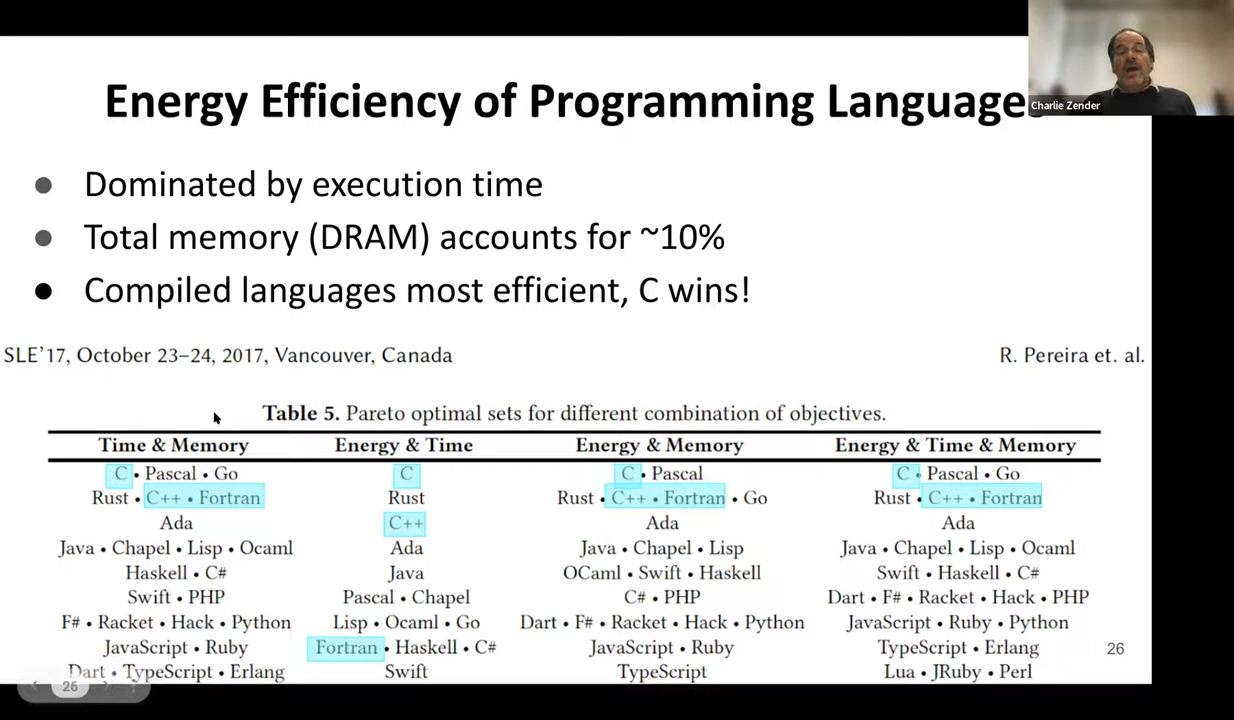 Energy Efficiency of Programming Languages
Charlie Zender
● Dominated by execution time
● Total memory (DRAM) accounts for ~10%
● Compiled languages most efficient, C wins!
SLE'17, October 23–24, 2017, Vancouver, Canada R. Pereira et. al.
Table 5. Pareto optimal sets for different combination of objectives.
Time & Memory Energy & Time Energy & Memory Energy & Time & Memory
C • Pascal • Go C C • Pascal C • Pascal • Go
Rust • C++ • Fortran Rust Rust • C++ • Fortran • Go Rust • C++ • Fortran
Ada C++ Ada Ada
Java • Chapel • Lisp • Ocaml Ada Java • Chapel • Lisp Java • Chapel • Lisp • Ocaml
Haskell • C# Java OCaml • Swift • Haskell Swift • Haskell • C#
Swift • PHP Pascal • Chapel C# • PHP Dart • F# • Racket • Hack • PHP
F# • Racket • Hack • Python Lisp • Ocaml • Go Dart • F# • Racket • Hack • Python JavaScript • Ruby • Python
JavaScript • Ruby Fortran • Haskell • C# JavaScript • Ruby TypeScript • Erlang 26
Dart • TypeScript • Erlang Swift TypeScript Lua • JRuby • Perl
26